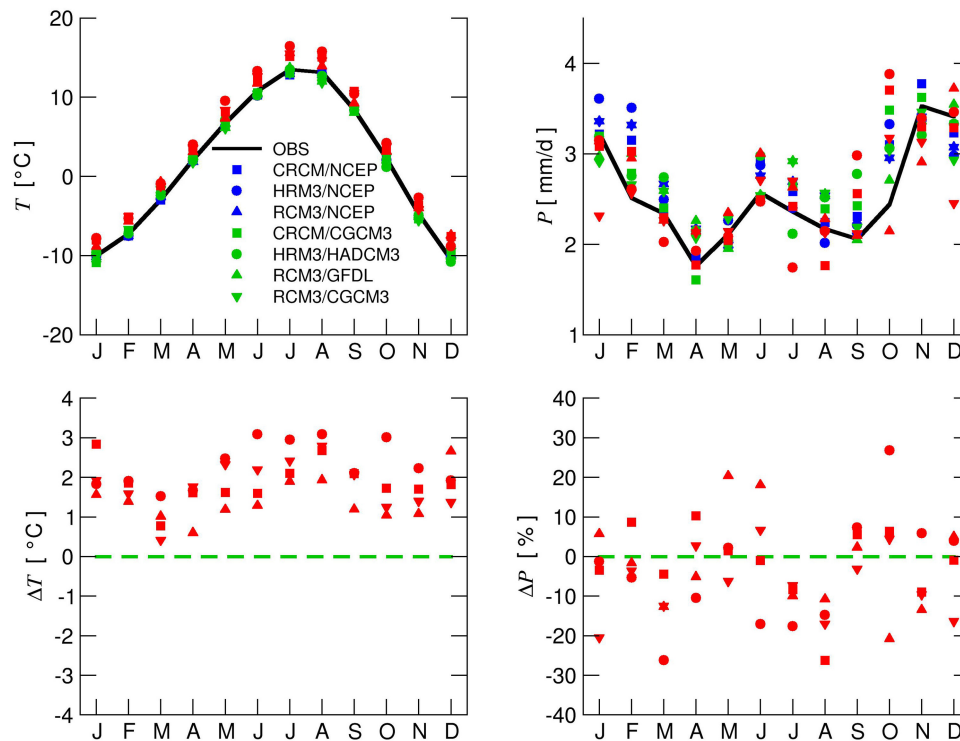 20
10
0
-10
-20
T [ °C ]
OBS
CRCM/NCEP
HRM3/NCEP
RCM3/NCEP
CRCM/CGCM3
HRM3/HADCM3
RCM3/GFDL
RCM3/CGCM3
J F M A M J J A S O N D
4
3
2
1
P [ mm/d ]
J F M A M J J A S O N D
4
3
2
1
0
-1
-2
-3
-4
ΔT [ °C ]
J F M A M J J A S O N D
40
30
20
10
0
-10
-20
-30
-40
ΔP [ % ]
J F M A M J J A S O N D